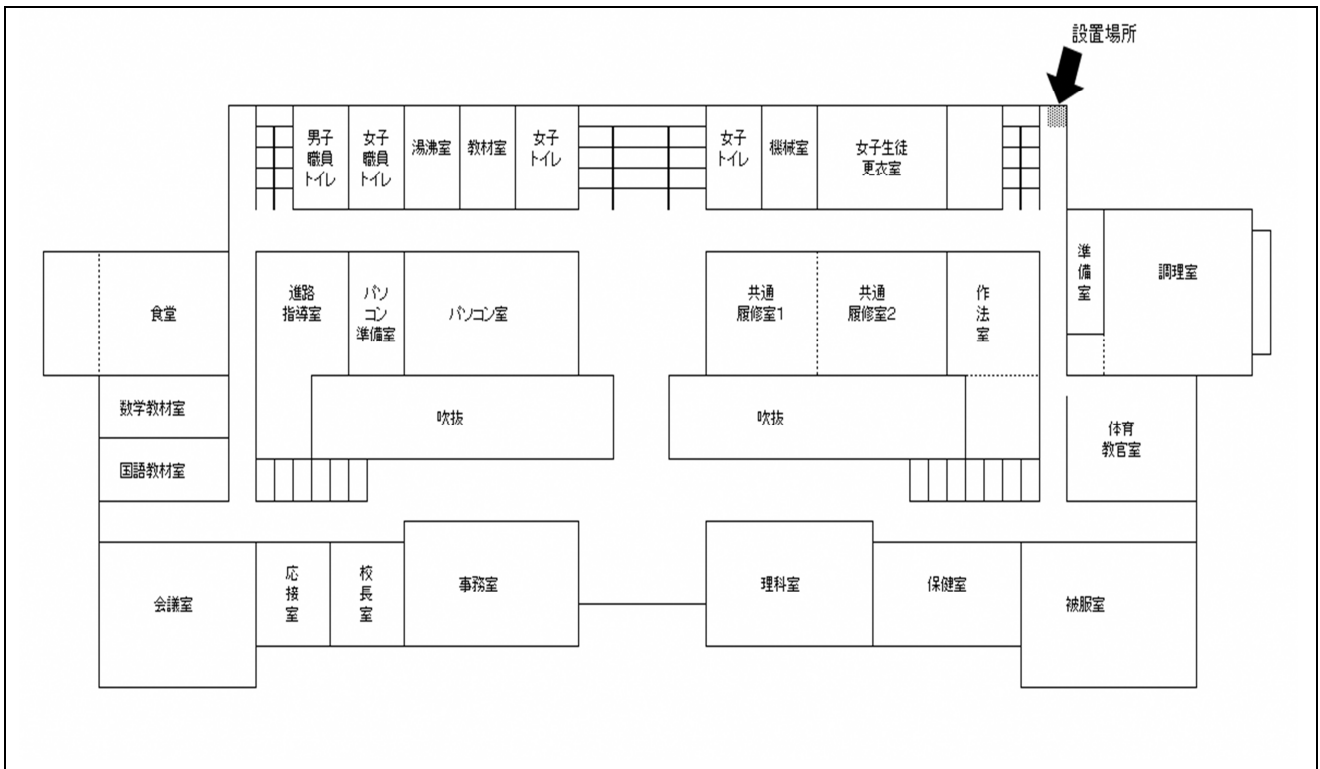 設置場所
男子
職員
トイレ
女子
職員
トイレ
湯沸室
教材室
女子
トイレ
女子
トイレ
機械室
女子生徒
更衣室
食堂
進路
指導室
パソ
コン
準備室
パソコン室
共通
履修室1
共通
履修室2
作
法
室
準
備
室
調理室
数学教材室
国語教材室
吹抜
吹抜
体育
教官室
会議室
応
接
室
校
長
室
事務室
理科室
保健室
被服室